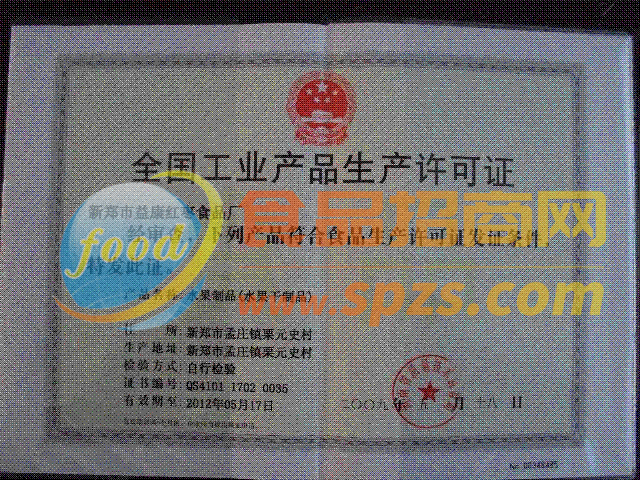 全国工业产品生产许可证
新郑市益康红枣食品厂
经审查，下列产品符合食品生产许可证发证条件，
特发此证。
产品名称：水果制品(水果干制品)
住 所：新郑市孟庄镇栗元史村
生产地址：新郑市孟庄镇栗元史村
检验方式：自行检验
证书编号：QS4101 1702 0035
有效期至：2012年05月17日
二〇〇九年 五 月 十八 日
food
食品招商网
www.spzs.com